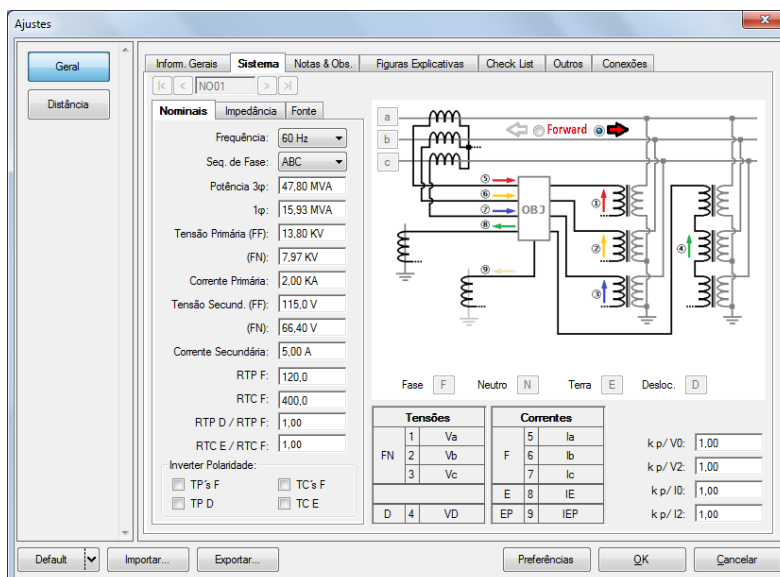 Ajustes
Geral
Distância
Inform. Gerais Sistema Notas & Obs. Figuras Explicativas Check List Outros Conexões
|< < NO01 > >|
Nominais Impedância Fonte
Frequência: 60 Hz
Seq. de Fase: ABC
Potência 3φ: 47,80 MVA
1φ: 15,93 MVA
Tensão Primária (FF): 13,80 KV
(FN): 7,97 KV
Corrente Primária: 2,00 KA
Tensão Secund. (FF): 115,0 V
(FN): 66,40 V
Corrente Secundária: 5,00 A
RTP F: 120,0
RTC F: 400,0
RTP D / RTP F: 1,00
RTC E / RTC F: 1,00
Inverter Polaridade:
TP's F TC´s F
TP D TC E
a
b
c
Forward
⑤
⑥
⑦
⑧
⑨
OBJ
①
②
③
④
Fase F Neutro N Terra E Desloc. D
Tensões Correntes
1 Va 5 Ia
FN 2 Vb F 6 Ib
3 Vc 7 Ic
E 8 IE
D 4 VD EP 9 IEP
k p/ V0: 1,00
k p/ V2: 1,00
k p/ I0: 1,00
k p/ I2: 1,00
Default Importar... Exportar... Preferências OK Cancelar